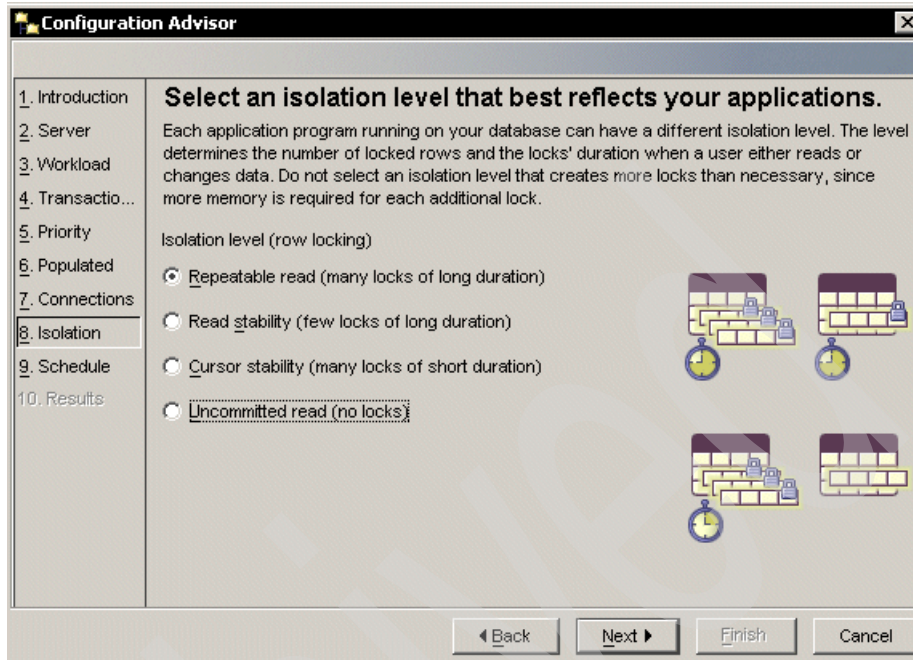 Configuration Advisor
1. Introduction
2. Server
3. Workload
4. Transactio...
5. Priority
6. Populated
7. Connections
8. Isolation
9. Schedule
10. Results
Select an isolation level that best reflects your applications.
Each application program running on your database can have a different isolation level. The level
determines the number of locked rows and the locks' duration when a user either reads or
changes data. Do not select an isolation level that creates more locks than necessary, since
more memory is required for each additional lock.
Isolation level (row locking)
Repeatable read (many locks of long duration)
Read stability (few locks of long duration)
Cursor stability (many locks of short duration)
Uncommitted read (no locks)
Back
Next
Finish
Cancel